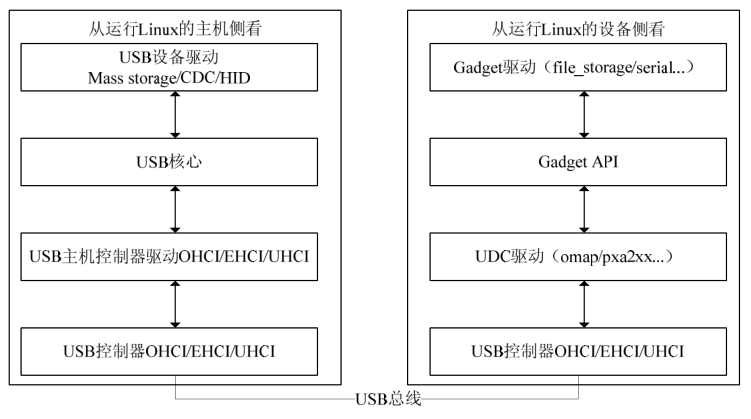 从运行Linux的主机侧看
USB设备驱动
Mass storage/CDC/HID
USB核心
USB主机控制器驱动OHCI/EHCI/UHCI
USB控制器OHCI/EHCI/UHCI
从运行Linux的设备侧看
Gadget驱动（file_storage/serial...）
Gadget API
UDC驱动（omap/pxa2xx...）
USB控制器OHCI/EHCI/UHCI
USB总线